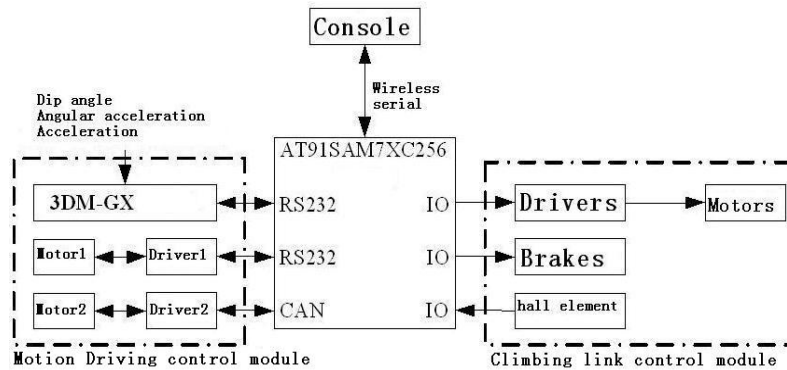 Console
Wireless
serial
Dip angle
Angular acceleration
Acceleration
AT91SAM7XC256
3DM-GX
RS232
IO
Drivers
Motors
Motor1
Driver1
RS232
IO
Brakes
Motor2
Driver2
CAN
IO
hall element
Motion Driving control module
Climbing link control module